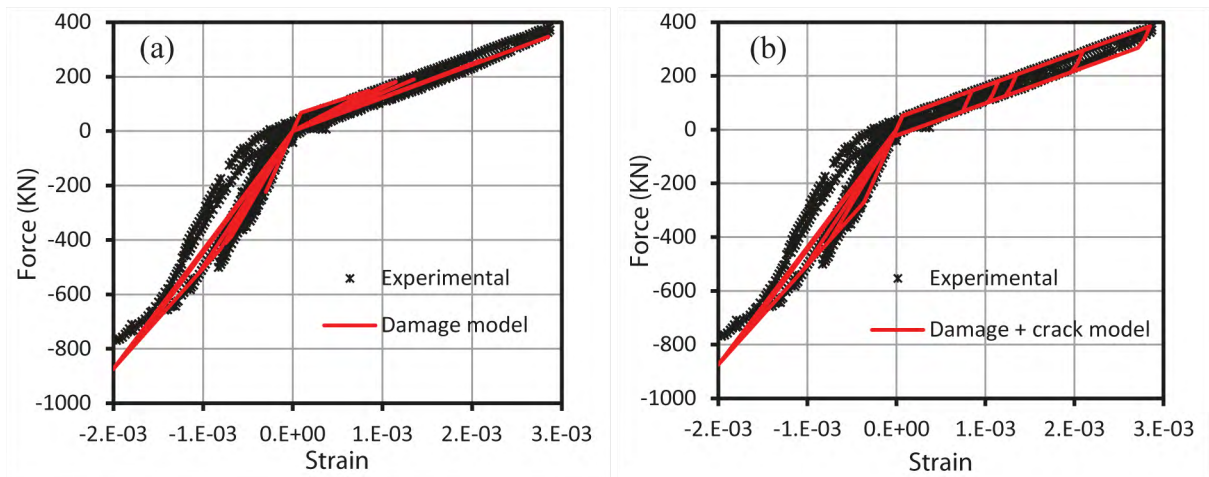 (a)
400
200
0
-200
-400
-600
-800
-1000
Force (KN)
Experimental
Damage model
-2.E-03 -1.E-03 0.E+00 1.E-03 2.E-03 3.E-03
Strain
(b)
400
200
0
-200
-400
-600
-800
-1000
Force (KN)
Experimental
Damage + crack model
-2.E-03 -1.E-03 0.E+00 1.E-03 2.E-03 3.E-03
Strain